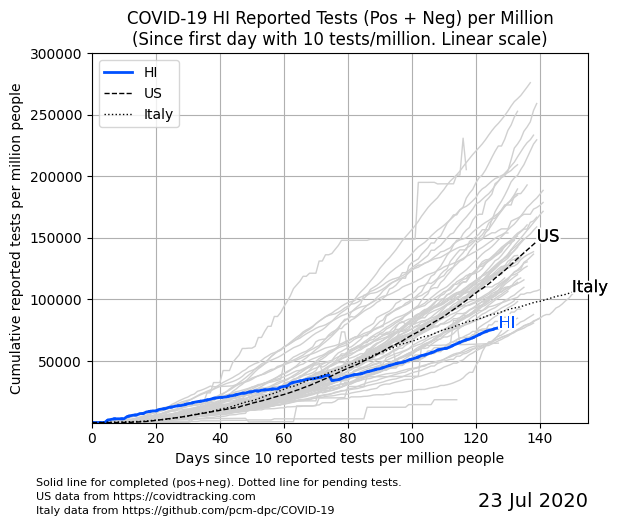 COVID-19 HI Reported Tests (Pos + Neg) per Million
(Since first day with 10 tests/million. Linear scale)
300000
250000
200000
150000
100000
50000
Cumulative reported tests per million people
HI
US
Italy
US
Italy
HI
0 20 40 60 80 100 120 140
Days since 10 reported tests per million people
Solid line for completed (pos+neg). Dotted line for pending tests.
US data from https://covidtracking.com
Italy data from https://github.com/pcm-dpc/COVID-19
23 Jul 2020